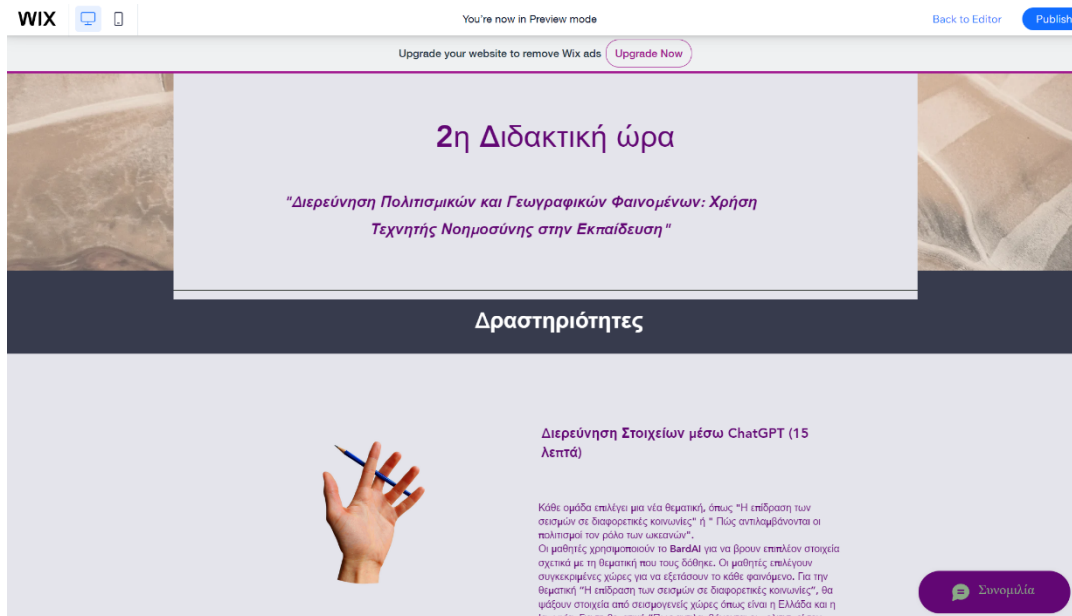 WIX
You're now in Preview mode
Back to Editor
Publish
Upgrade your website to remove Wix ads
Upgrade Now
2η Διδακτική ώρα
"Διερεύνηση Πολιτισμικών και Γεωγραφικών Φαινομένων: Χρήση
Τεχνητής Νοημοσύνης στην Εκπαίδευση"
Δραστηριότητες
Διερεύνηση Στοιχείων μέσω ChatGPT (15
λεπτά)
Κάθε ομάδα επιλέγει μια νέα θεματική, όπως "Η επίδραση των
σεισμών σε διαφορετικές κοινωνίες" ή " Πώς αντιλαμβάνονται οι
πολιτισμοί τον ρόλο των ωκεανών".
Οι μαθητές χρησιμοποιούν το BardAI για να βρουν επιπλέον στοιχεία
σχετικά με τη θεματική που τους δόθηκε. Οι μαθητές επιλέγουν
συγκεκριμένες χώρες για να εξετάσουν το κάθε φαινόμενο. Για την
θεματική "Η επίδραση των σεισμών σε διαφορετικές κοινωνίες", θα
ψάξουν στοιχεία από σεισμογενείς χώρες όπως είναι η Ελλάδα και η
Συνομιλία